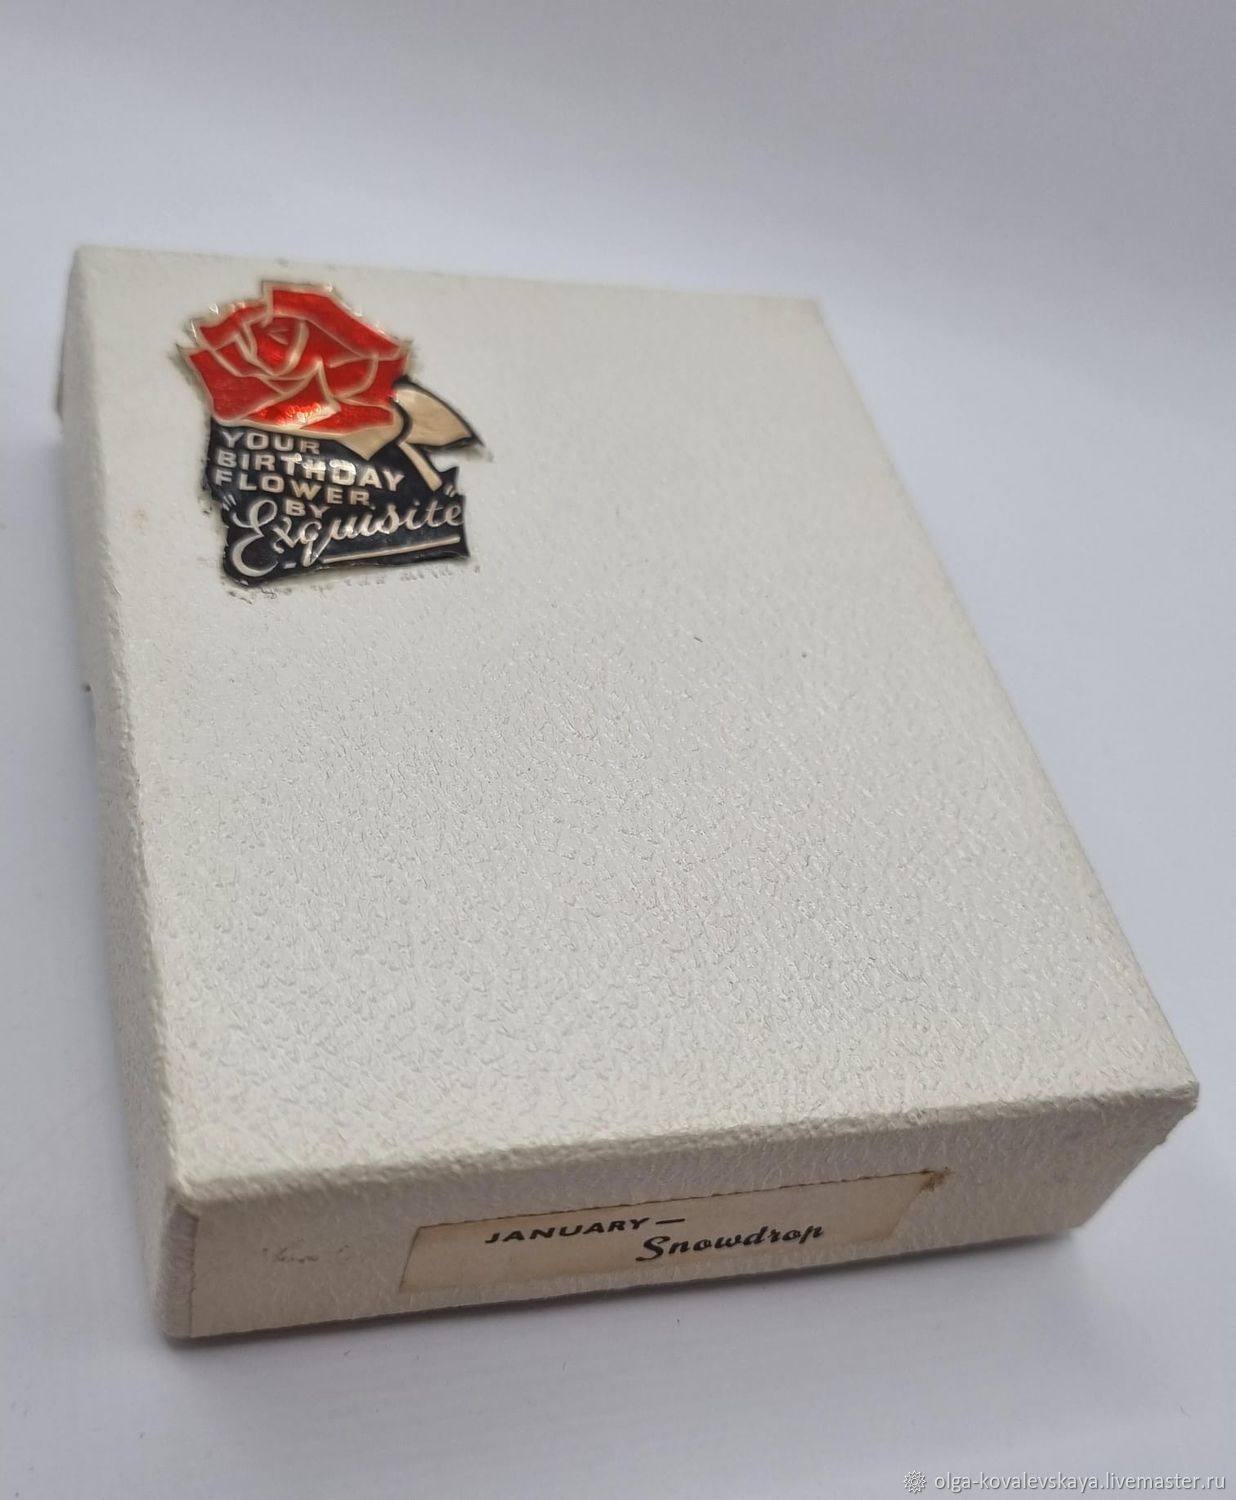 YOUR
BIRTHDAY
FLOWER
BY
"Exquisite"
JANUARY —
Snowdrop
olga-kovalevskaya.livemaster.ru